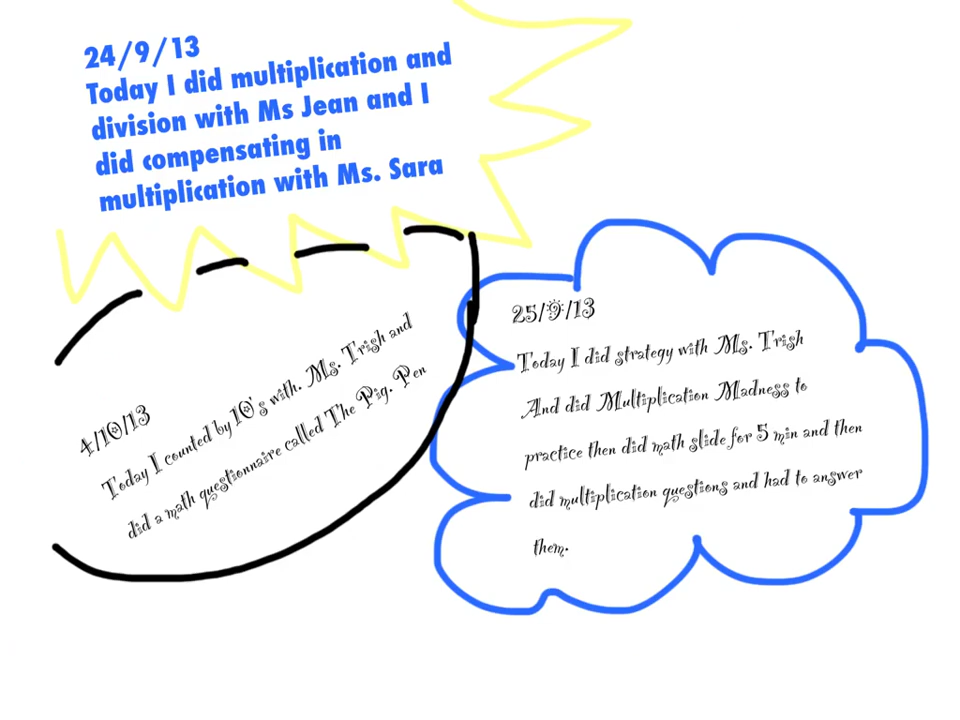 24/9/13
Today I did multiplication and
division with Ms Jean and I
did compensating in
multiplication with Ms. Sara
4/10/13
Today I counted by 10's with. Ms. Trish and
did a math questionnaire called The Pig. Pen
25/9/13
Today I did strategy with Ms. Trish
And did Multiplication Madness to
practice then did math slide for 5 min and then
did multiplication questions and had to answer
them.